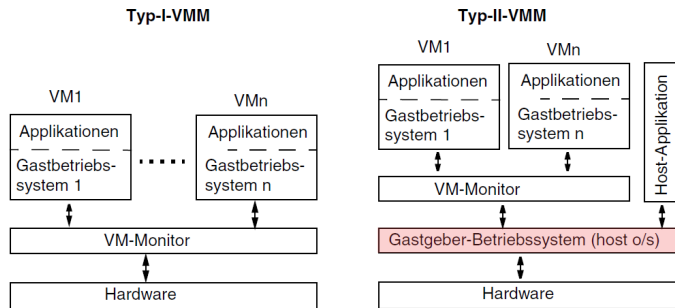 Typ-I-VMM
VM1
VMn
Applikationen
Gastbetriebs-
system 1
Applikationen
Gastbetriebs-
system n
VM-Monitor
Hardware
Typ-II-VMM
VM1
VMn
Applikationen
Gastbetriebs-
system 1
Applikationen
Gastbetriebs-
system n
Host-Applikation
VM-Monitor
Gastgeber-Betriebssystem (host o/s)
Hardware